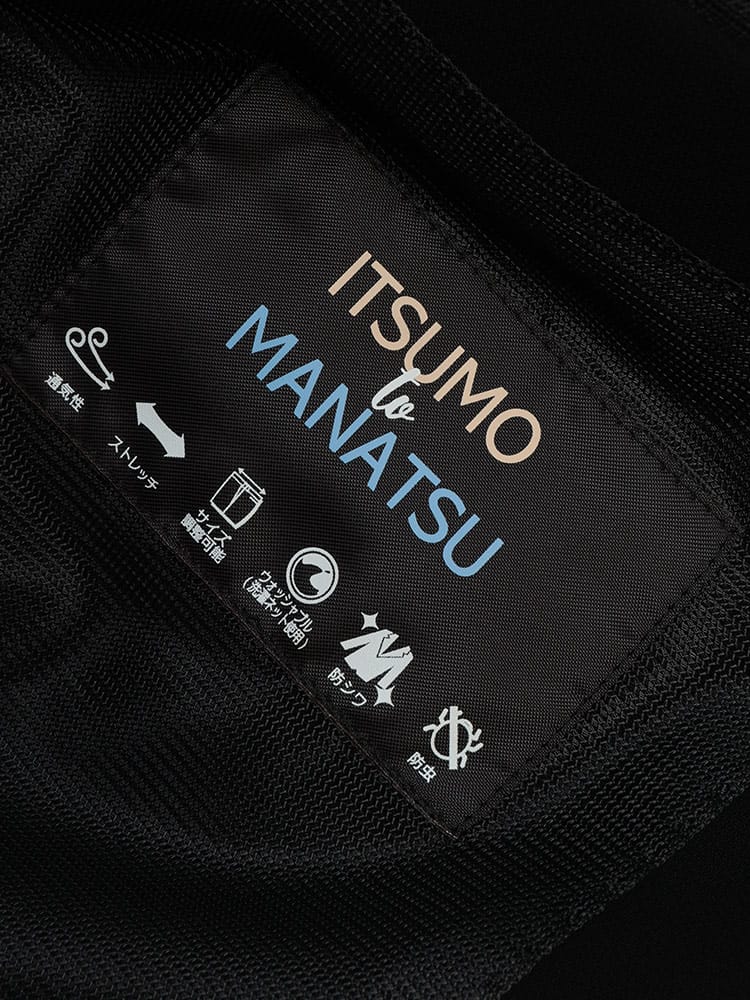 ITSUMO
to
MANATSU
通気性
ストレッチ
サイズ
調整可能
ウォッシャブル
(洗濯ネット使用)
防シワ
防虫